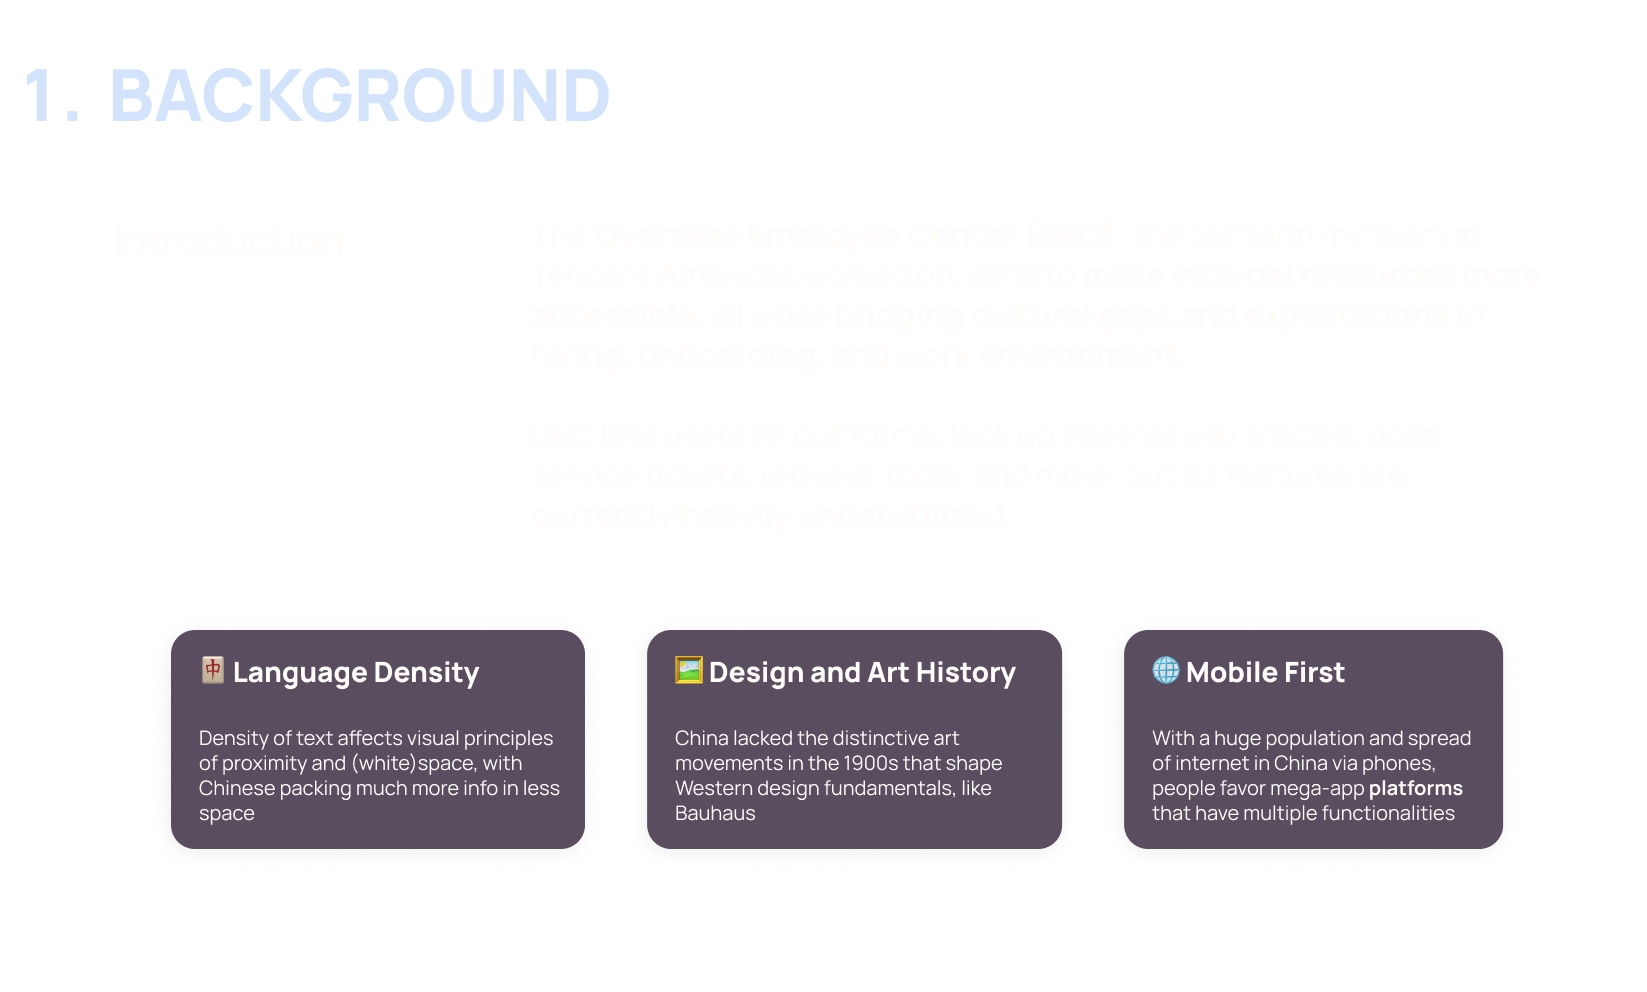 1. BACKGROUND
Introduction
The Overseas Employee Center (OEC), the platform my team at
Tencent Americas worked on, aims to make internal resources more
accessible, all while bridging cultural gaps and expectations in
hiring, onboarding, and work environment.
OEC lets users fill out forms, look up internal wiki articles, open
service tickets, request tools, and more, but its features are
currently heavily underutilized.
中 Language Density
Density of text affects visual principles
of proximity and (white)space, with
Chinese packing much more info in less
space
Design and Art History
China lacked the distinctive art
movements in the 1900s that shape
Western design fundamentals, like
Bauhaus
Mobile First
With a huge population and spread
of internet in China via phones,
people favor mega-app platforms
that have multiple functionalities